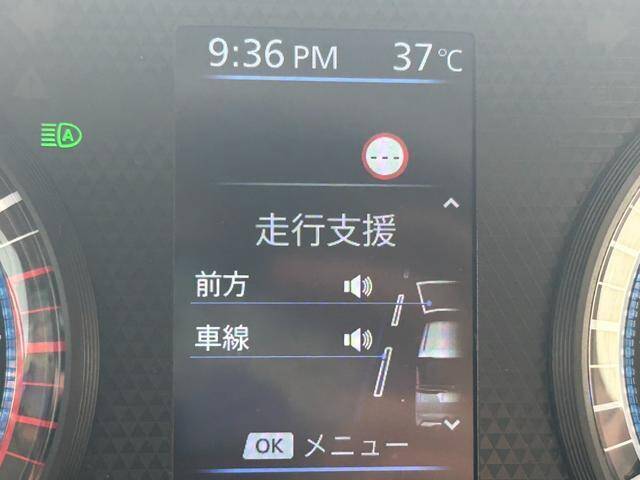 9:36 PM 37℃
---
走行支援
前方
車線
OK メニュー